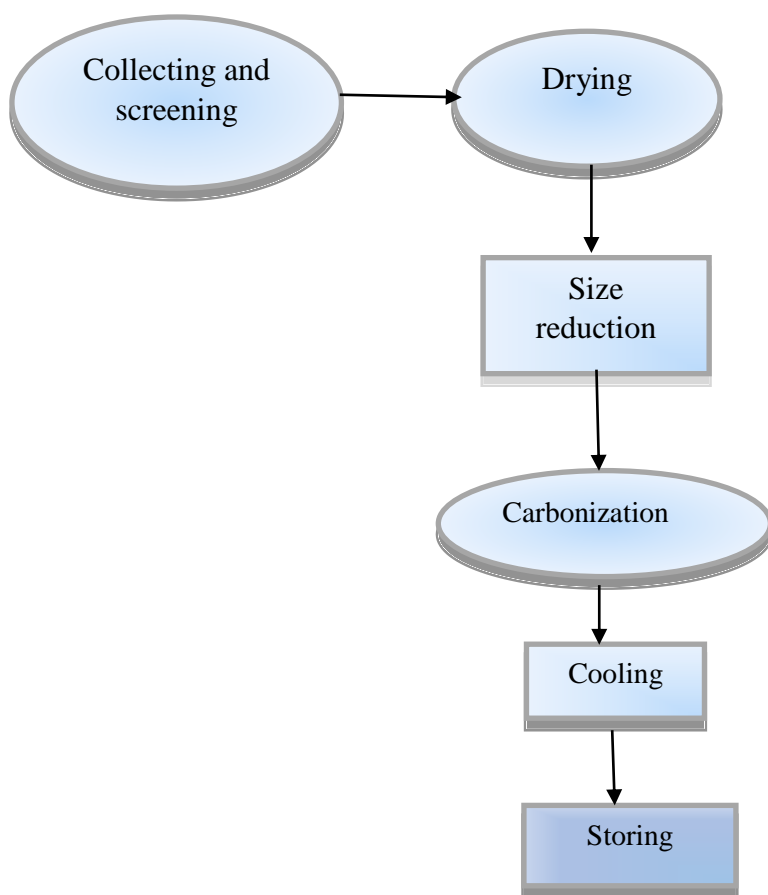 Collecting and
screening
Drying
Size
reduction
Carbonization
Cooling
Storing